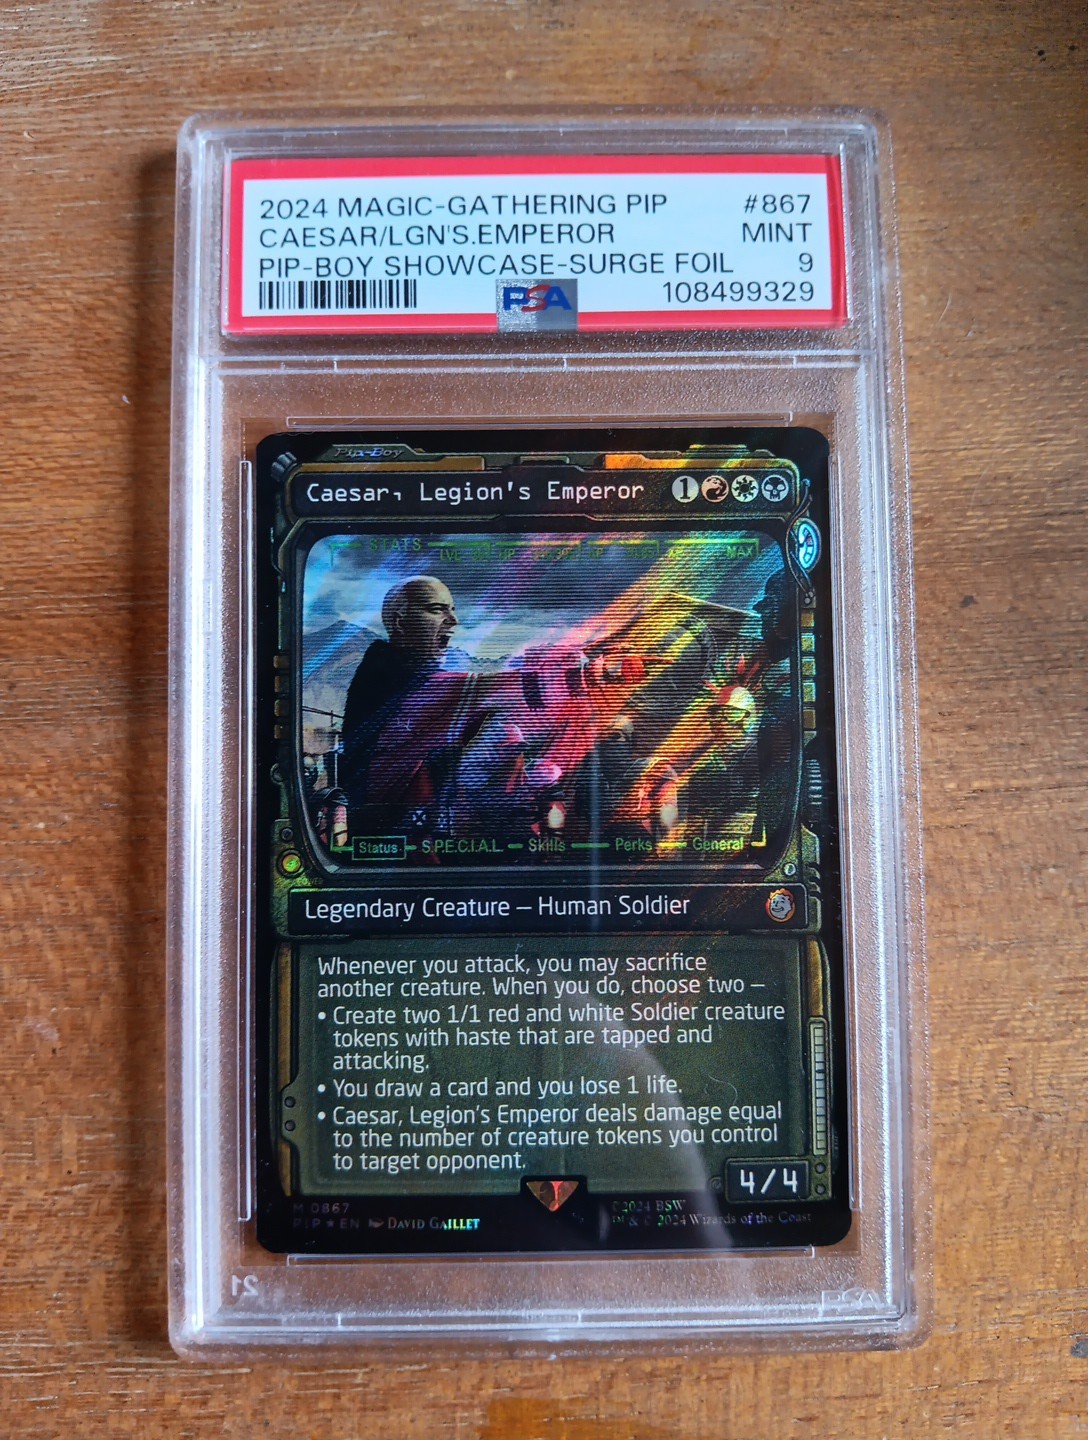 2024 MAGIC-GATHERING PIP #867
CAESAR/LGN'S.EMPEROR MINT
PIP-BOY SHOWCASE-SURGE FOIL 9
PSA 108499329
Pip-Boy
Caesar, Legion's Emperor 1
STATS LVL HP MAX
Status S.P.E.C.I.A.L. Skills Perks General
Legendary Creature — Human Soldier
Whenever you attack, you may sacrifice
another creature. When you do, choose two —
• Create two 1/1 red and white Soldier creature
tokens with haste that are tapped and
attacking.
• You draw a card and you lose 1 life.
• Caesar, Legion's Emperor deals damage equal
to the number of creature tokens you control
to target opponent.
4/4
M 0867
PIP ★ EN DAVID GAILLET
©2024 BSW
™ & © 2024 Wizards of the Coast
21
PSA